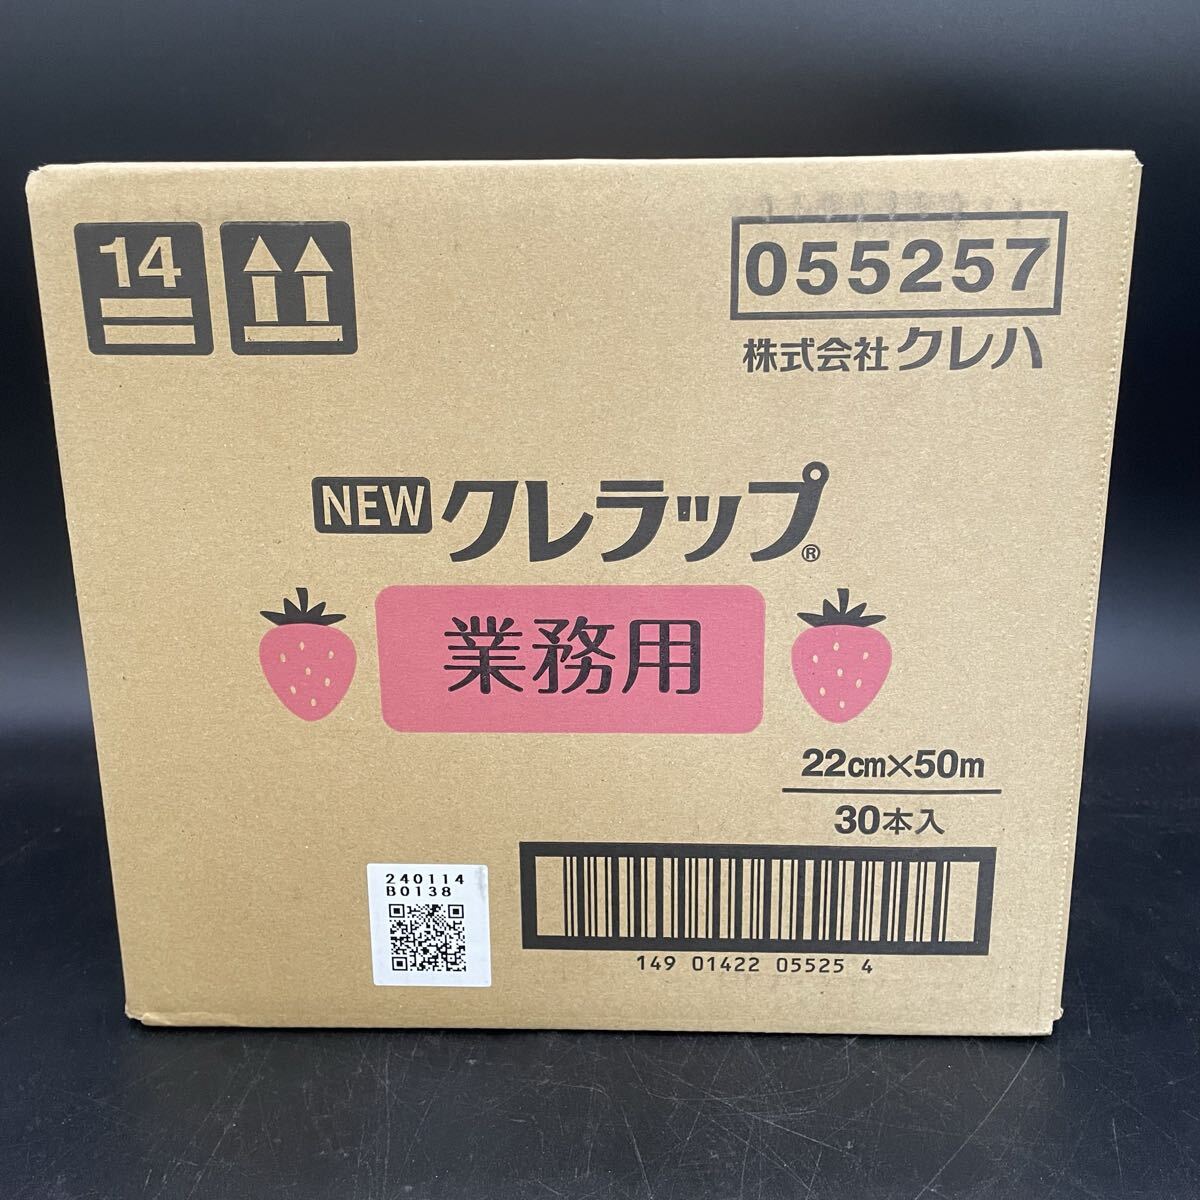 14
055257
株式会社クレハ
NEW クレラップ®
業務用
22cm×50m
30本入
240114
B0138
149 01422 05525 4